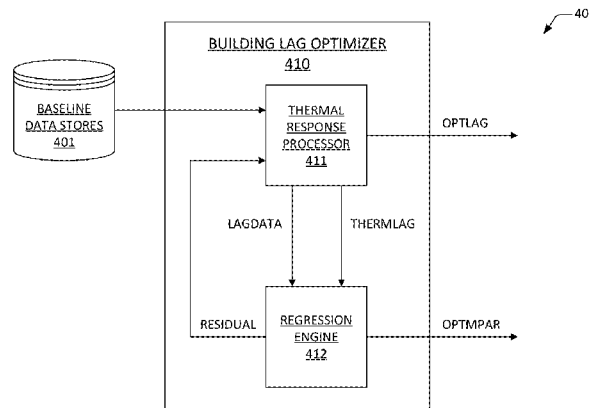 40
BUILDING LAG OPTIMIZER
410
BASELINE
DATA STORES
401
THERMAL
RESPONSE
PROCESSOR
411
OPTLAG
LAGDATA
THERMLAG
RESIDUAL
REGRESSION
ENGINE
412
OPTMPAR